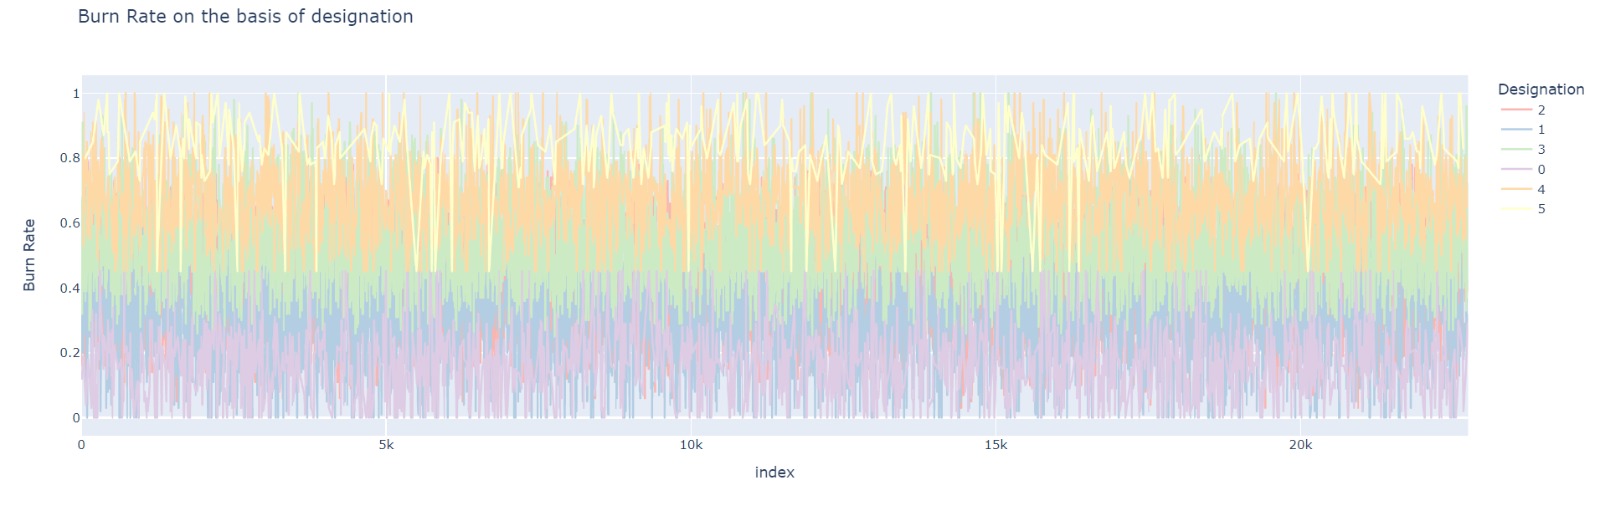 Burn Rate on the basis of designation
Burn Rate
1
0.8
0.6
0.4
0.2
0
0
5k
10k
15k
20k
index
Designation
2
1
3
0
4
5